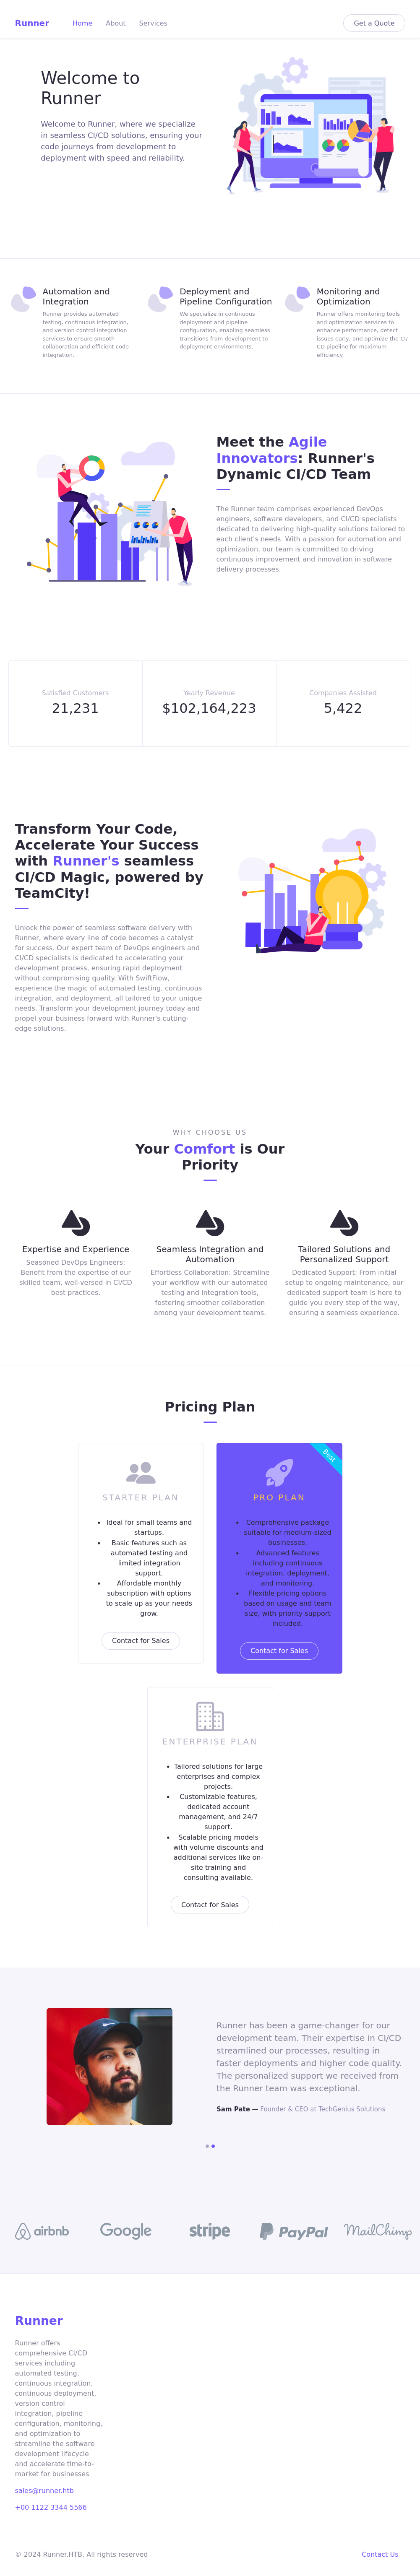 Runner Home About Services Get a Quote
Welcome to
Runner
Welcome to Runner, where we specialize
in seamless CI/CD solutions, ensuring your
code journeys from development to
deployment with speed and reliability.
Automation and
Integration
Runner provides automated
testing, continuous integration,
and version control integration
services to ensure smooth
collaboration and efficient code
integration.
Deployment and
Pipeline Configuration
We specialize in continuous
deployment and pipeline
configuration, enabling seamless
transitions from development to
deployment environments.
Monitoring and
Optimization
Runner offers monitoring tools
and optimization services to
enhance performance, detect
issues early, and optimize the CI/
CD pipeline for maximum
efficiency.
Meet the Agile
Innovators: Runner's
Dynamic CI/CD Team
The Runner team comprises experienced DevOps
engineers, software developers, and CI/CD specialists
dedicated to delivering high-quality solutions tailored to
each client's needs. With a passion for automation and
optimization, our team is committed to driving
continuous improvement and innovation in software
delivery processes.
Satisfied Customers
21,231
Yearly Revenue
$102,164,223
Companies Assisted
5,422
Transform Your Code,
Accelerate Your Success
with Runner's seamless
CI/CD Magic, powered by
TeamCity!
Unlock the power of seamless software delivery with
Runner, where every line of code becomes a catalyst
for success. Our expert team of DevOps engineers and
CI/CD specialists is dedicated to accelerating your
development process, ensuring rapid deployment
without compromising quality. With SwiftFlow,
experience the magic of automated testing, continuous
integration, and deployment, all tailored to your unique
needs. Transform your development journey today and
propel your business forward with Runner's cutting-
edge solutions.
WHY CHOOSE US
Your Comfort is Our
Priority
Expertise and Experience
Seasoned DevOps Engineers:
Benefit from the expertise of our
skilled team, well-versed in CI/CD
best practices.
Seamless Integration and
Automation
Effortless Collaboration: Streamline
your workflow with our automated
testing and integration tools,
fostering smoother collaboration
among your development teams.
Tailored Solutions and
Personalized Support
Dedicated Support: From initial
setup to ongoing maintenance, our
dedicated support team is here to
guide you every step of the way,
ensuring a seamless experience.
Pricing Plan
STARTER PLAN
• Ideal for small teams and
startups.
• Basic features such as
automated testing and
limited integration
support.
• Affordable monthly
subscription with options
to scale up as your needs
grow.
Contact for Sales
Best
PRO PLAN
• Comprehensive package
suitable for medium-sized
businesses.
• Advanced features
including continuous
integration, deployment,
and monitoring.
• Flexible pricing options
based on usage and team
size, with priority support
included.
Contact for Sales
ENTERPRISE PLAN
• Tailored solutions for large
enterprises and complex
projects.
• Customizable features,
dedicated account
management, and 24/7
support.
• Scalable pricing models
with volume discounts and
additional services like on-
site training and
consulting available.
Contact for Sales
Runner has been a game-changer for our
development team. Their expertise in CI/CD
streamlined our processes, resulting in
faster deployments and higher code quality.
The personalized support we received from
the Runner team was exceptional.
Sam Pate — Founder & CEO at TechGenius Solutions
airbnb Google stripe PayPal MailChimp
Runner
Runner offers
comprehensive CI/CD
services including
automated testing,
continuous integration,
continuous deployment,
version control
integration, pipeline
configuration, monitoring,
and optimization to
streamline the software
development lifecycle
and accelerate time-to-
market for businesses
sales@runner.htb
+00 1122 3344 5566
© 2024 Runner.HTB, All rights reserved Contact Us